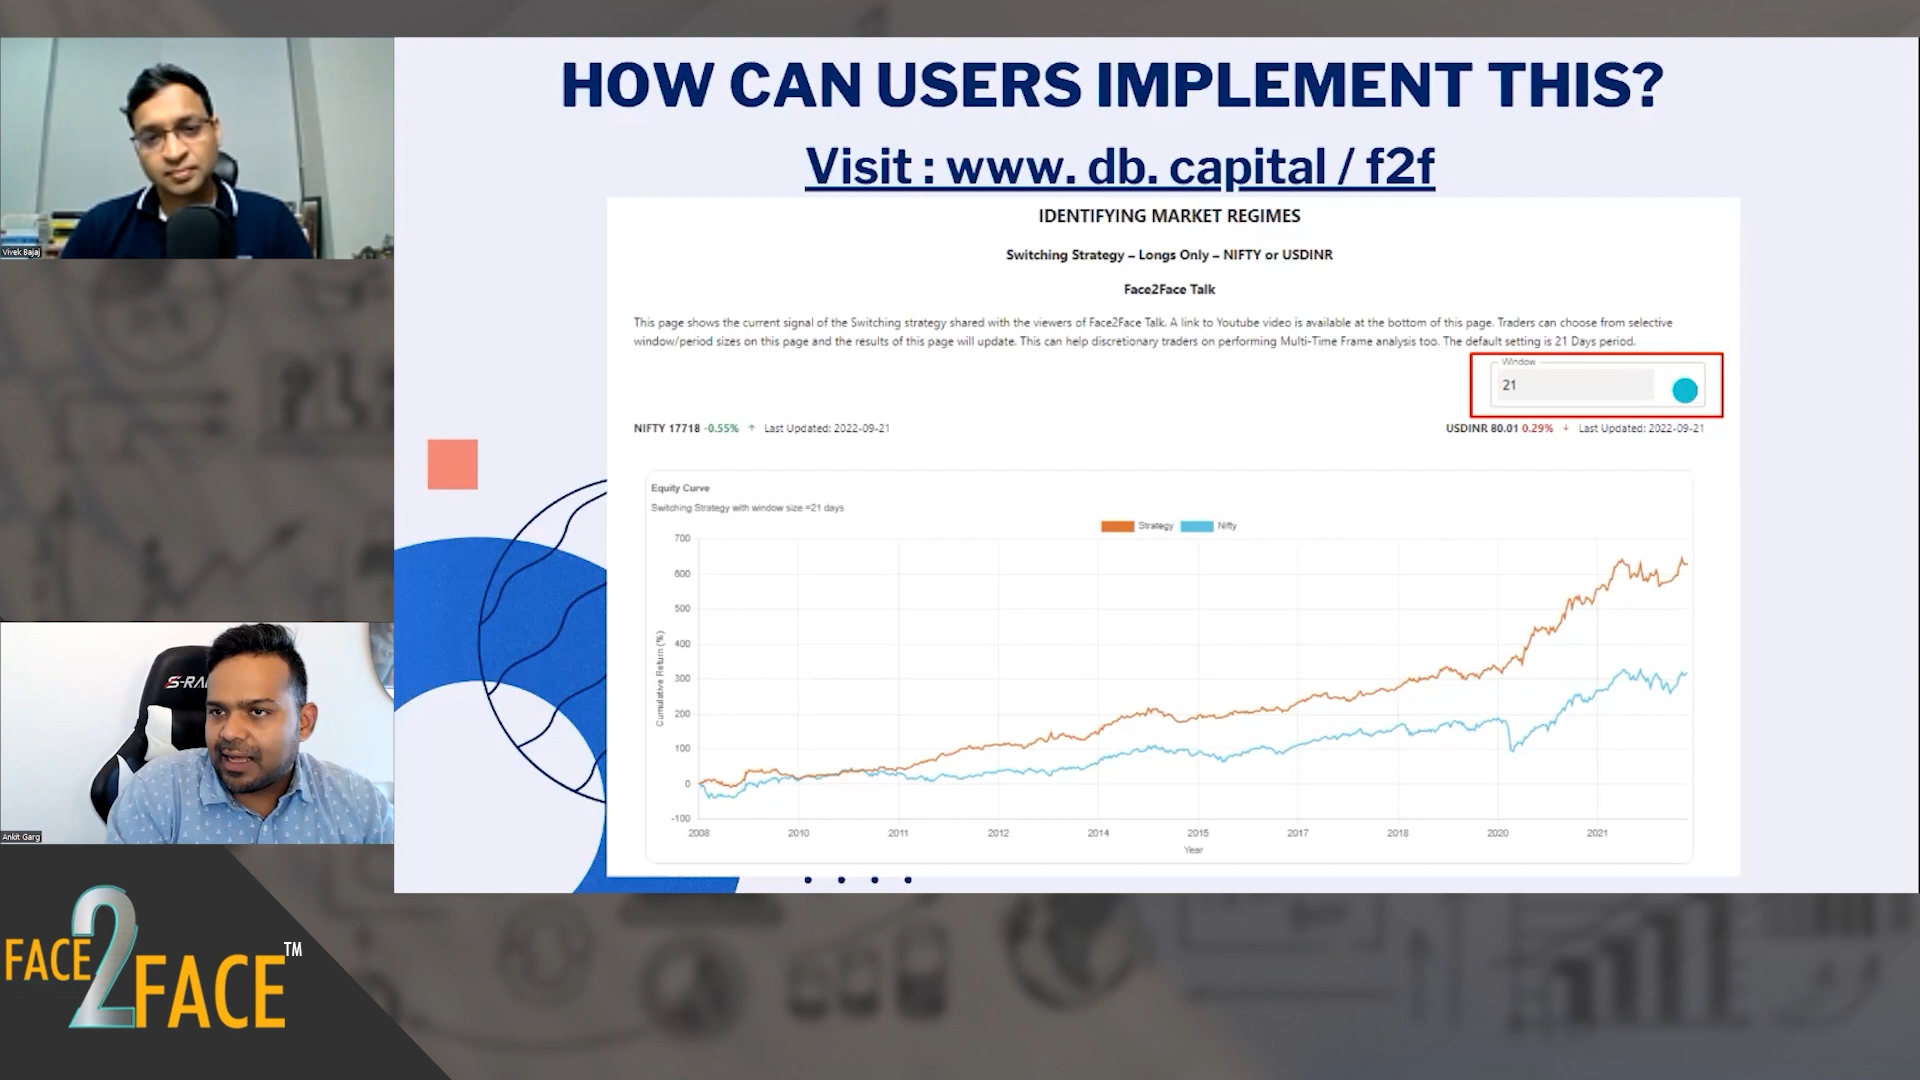 HOW CAN USERS IMPLEMENT THIS?
Visit : www. db. capital / f2f
IDENTIFYING MARKET REGIMES
Switching Strategy – Longs Only – NIFTY or USDINR
Face2Face Talk
This page shows the current signal of the Switching strategy shared with the viewers of Face2Face Talk. A link to Youtube video is available at the bottom of this page. Traders can choose from selective
window/period sizes on this page and the results of this page will update. This can help discretionary traders on performing Multi-Time Frame analysis too. The default setting is 21 Days period.
Window
21
NIFTY 17718 -0.55% ↑ Last Updated: 2022-09-21
USDINR 80.01 0.29% ↓ Last Updated: 2022-09-21
Equity Curve
Switching Strategy with window size =21 days
Strategy Nifty
700
600
500
400
300
200
100
0
-100
Cumulative Return (%)
2008 2010 2011 2012 2014 2015 2017 2018 2020 2021
Year
Vivek Bajaj
S-RA
Ankit Garg
FACE 2 FACE TM